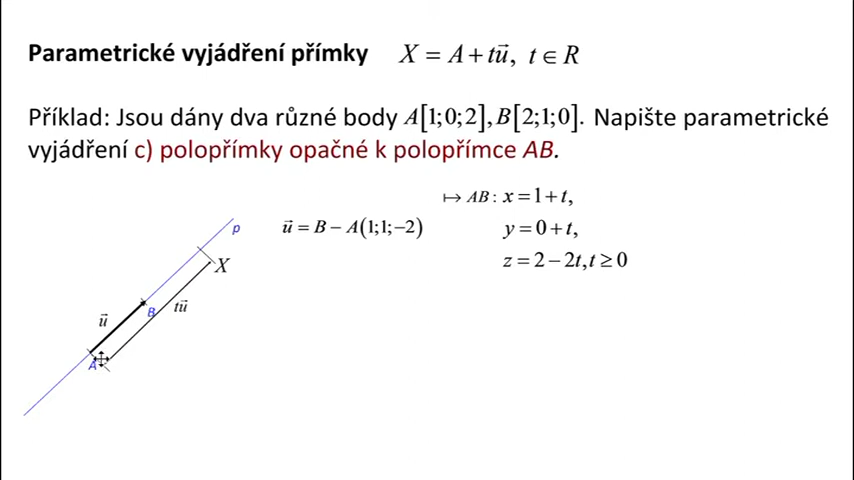 Parametrické vyjádření přímky X = A + tu⃗, t ∈ R
Příklad: Jsou dány dva různé body A[1;0;2], B[2;1;0]. Napište parametrické
vyjádření c) polopřímky opačné k polopřímce AB.
↦ AB: x = 1 + t,
u⃗ = B − A(1;1;−2) y = 0 + t,
z = 2 − 2t, t ≥ 0
p
X
B
tu⃗
u⃗
A